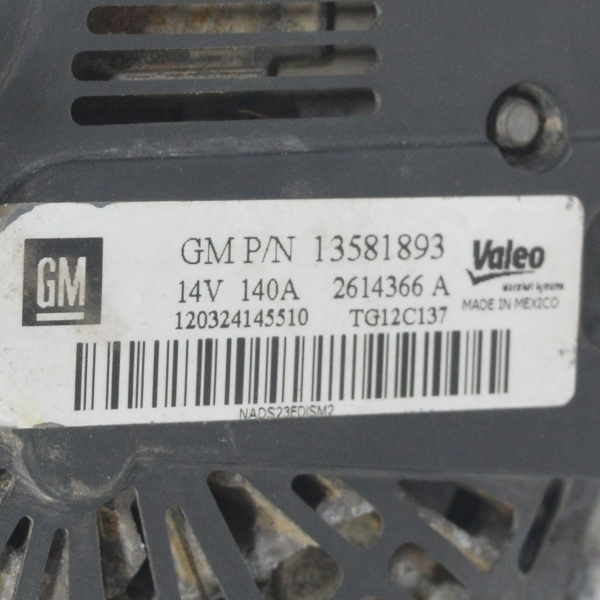 GM
GM P/N 13581893
Valeo
14V 140A 2614366 A
MADE IN MEXICO
120324145510 TG12C137
NADS23EDISM2